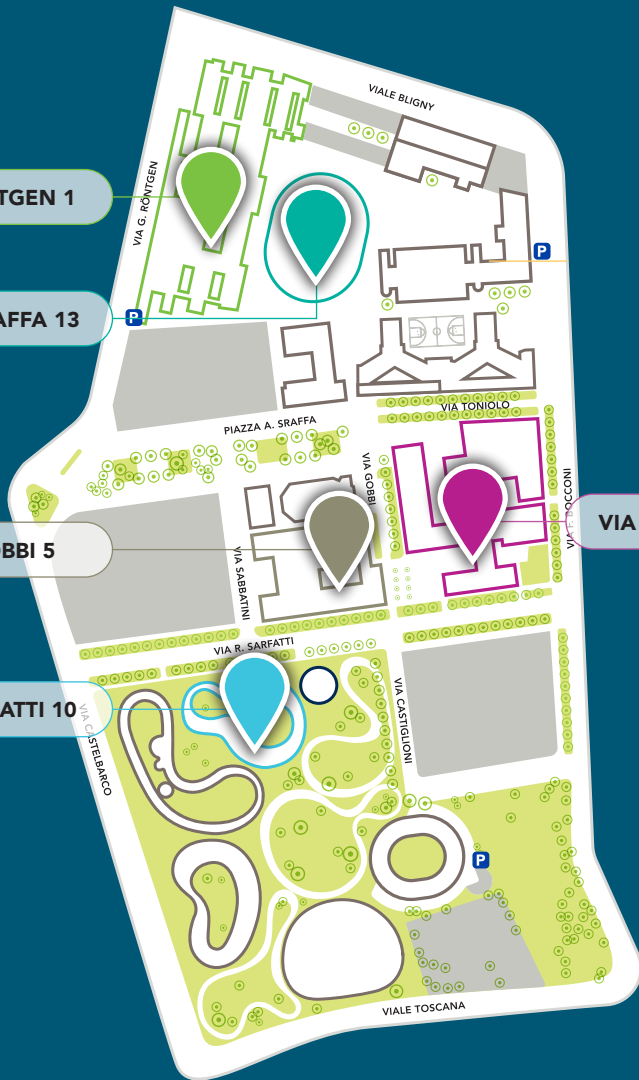 VIALE BLIGNY
VIA G. RÖNTGEN
TGEN 1
P
AFFA 13
P
VIA TONIOLO
PIAZZA A. SRAFFA
VIA GOBBI
VIA
OBBI 5
VIA SABBATINI
VIA R. SARFATTI
ATTI 10
VIA CASTELBARCO
VIA CASTIGLIONI
P
VIALE TOSCANA